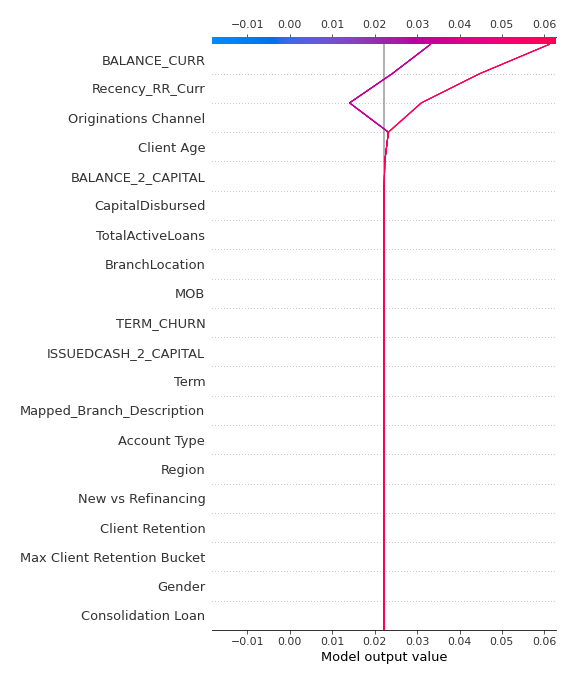 −0.01 0.00 0.01 0.02 0.03 0.04 0.05 0.06
BALANCE_CURR
Recency_RR_Curr
Originations Channel
Client Age
BALANCE_2_CAPITAL
CapitalDisbursed
TotalActiveLoans
BranchLocation
MOB
TERM_CHURN
ISSUEDCASH_2_CAPITAL
Term
Mapped_Branch_Description
Account Type
Region
New vs Refinancing
Client Retention
Max Client Retention Bucket
Gender
Consolidation Loan
−0.01 0.00 0.01 0.02 0.03 0.04 0.05 0.06
Model output value